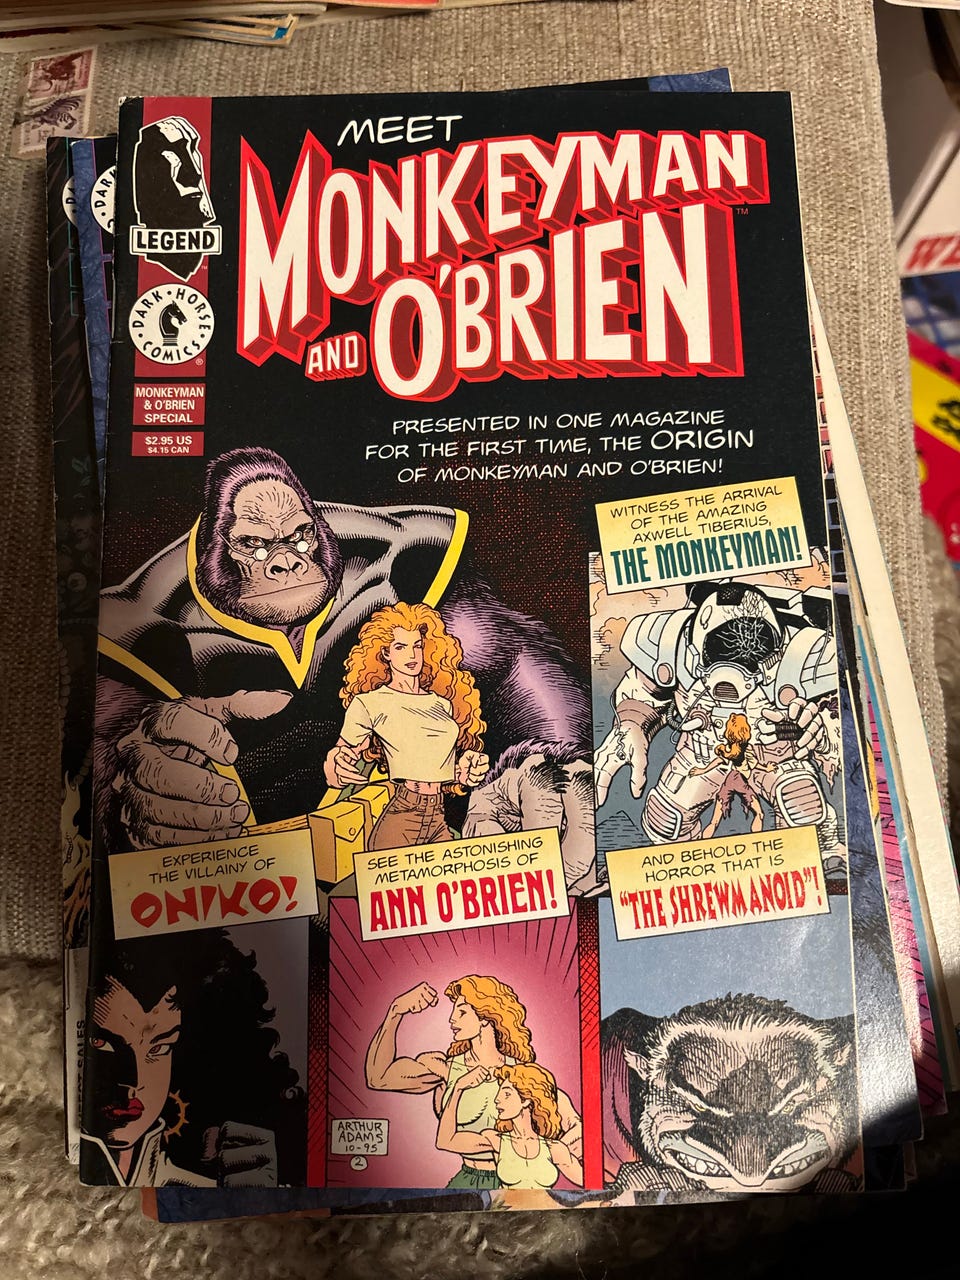 MEET
MONKEYMAN
AND O'BRIEN
TM
LEGEND
TM
DARK HORSE
COMICS
®
MONKEYMAN
& O'BRIEN
SPECIAL
$2.95 US
$4.15 CAN
PRESENTED IN ONE MAGAZINE
FOR THE FIRST TIME, THE ORIGIN
OF MONKEYMAN AND O'BRIEN!
WITNESS THE ARRIVAL
OF THE AMAZING
AXWELL TIBERIUS,
THE MONKEYMAN!
EXPERIENCE
THE VILLAINY OF
ONIKO!
SEE THE ASTONISHING
METAMORPHOSIS OF
ANN O'BRIEN!
AND BEHOLD THE
HORROR THAT IS
"THE SHREWMANOID"!
ARTHUR
ADAMS
10-95
2